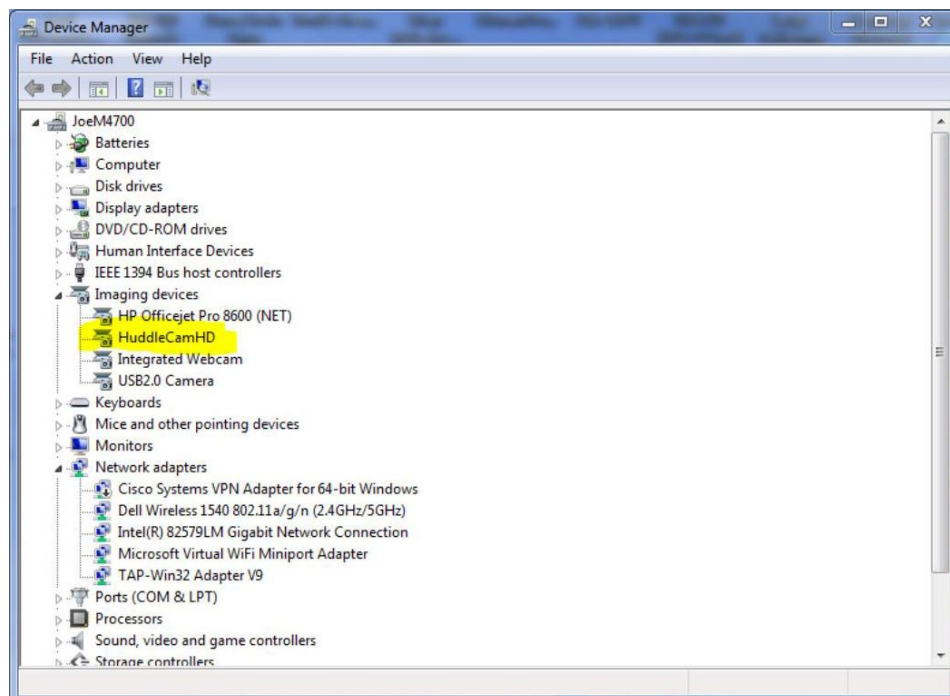 Device Manager
File Action View Help
JoeM4700
Batteries
Computer
Disk drives
Display adapters
DVD/CD-ROM drives
Human Interface Devices
IEEE 1394 Bus host controllers
Imaging devices
HP Officejet Pro 8600 (NET)
HuddleCamHD
Integrated Webcam
USB2.0 Camera
Keyboards
Mice and other pointing devices
Monitors
Network adapters
Cisco Systems VPN Adapter for 64-bit Windows
Dell Wireless 1540 802.11a/g/n (2.4GHz/5GHz)
Intel(R) 82579LM Gigabit Network Connection
Microsoft Virtual WiFi Miniport Adapter
TAP-Win32 Adapter V9
Ports (COM & LPT)
Processors
Sound, video and game controllers
Storage controllers